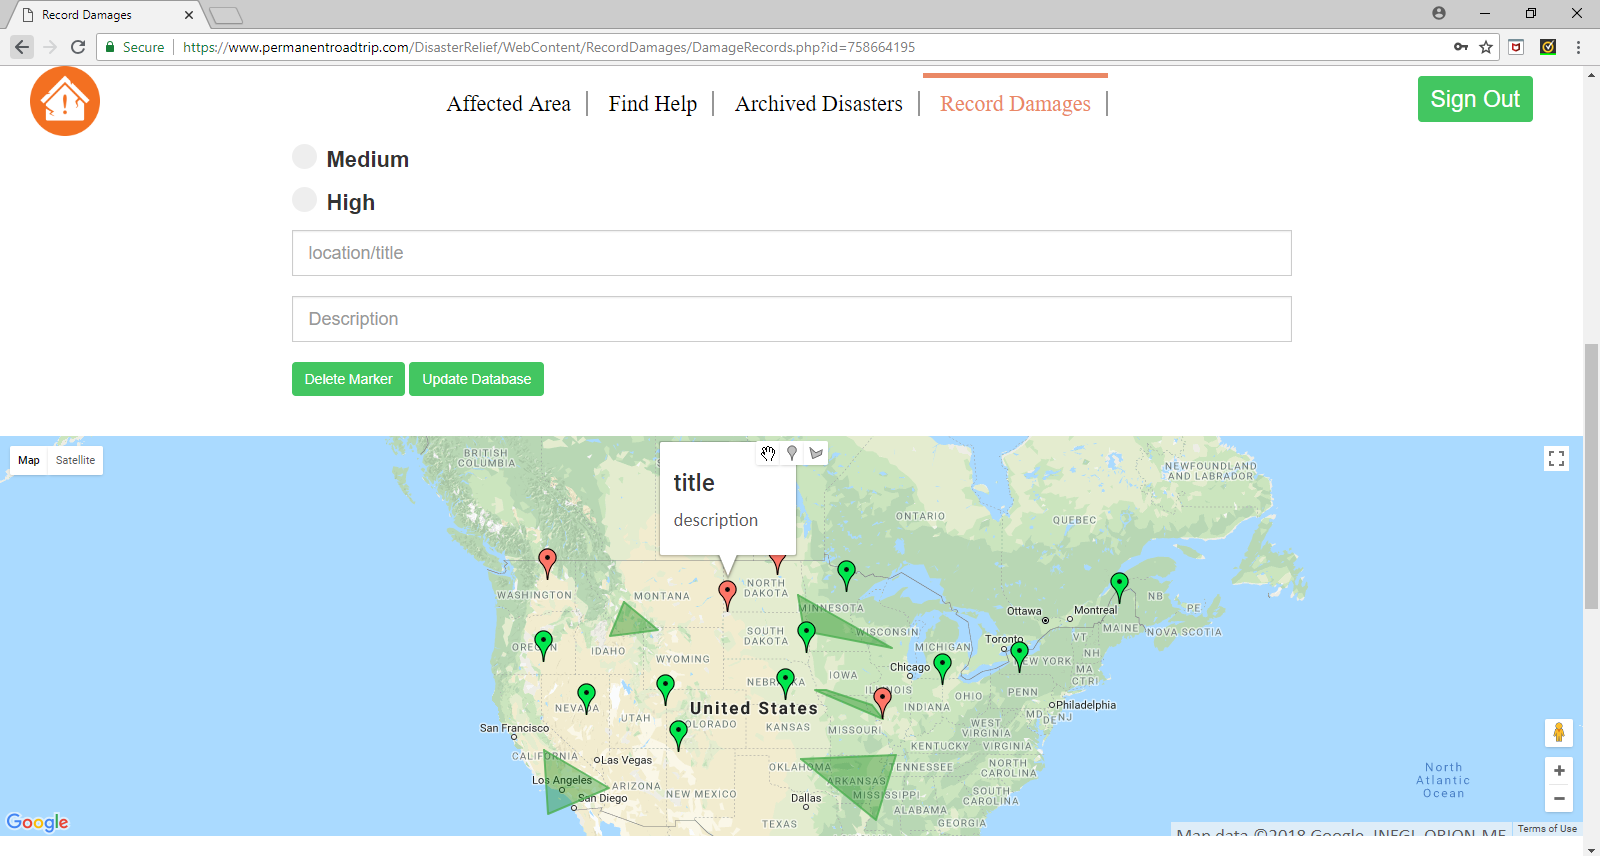 Record Damages
Secure
https://www.permanentroadtrip.com/DisasterRelief/WebContent/RecordDamages/DamageRecords.php?id=758664195
Affected Area
Find Help
Archived Disasters
Record Damages
Sign Out
Medium
High
location/title
Description
Delete Marker
Update Database
Map
Satellite
title
description
BRITISH
COLUMBIA
ONTARIO
QUEBEC
NEWFOUNDLAND
AND LABRADOR
WASHINGTON
MONTANA
NORTH
DAKOTA
MINNESOTA
Ottawa
Montreal
NB
PE
MAINE
NOVA SCOTIA
SOUTH
DAKOTA
WISCONSIN
MICHIGAN
Toronto
VT
NH
MA
CT
RI
IDAHO
WYOMING
IOWA
Chicago
PENN
OHIO
INDIANA
NEVADA
UTAH
United States
KANSAS
MISSOURI
WEST
VIRGINIA
MD
DE
NJ
Philadelphia
San Francisco
KENTUCKY
VIRGINIA
CALIFORNIA
Las Vegas
OKLAHOMA
TENNESSEE
NORTH
CAROLINA
Los Angeles
ARIZONA
NEW MEXICO
ARKANSAS
MISSISSIPPI
SOUTH
CAROLINA
San Diego
Dallas
ALABAMA
TEXAS
GEORGIA
North
Atlantic
Ocean
Google
Map data ©2018 Google, INEGI, ORION-ME
Terms of Use